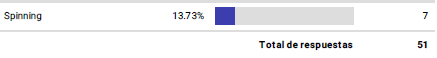 Spinning 13.73% 7
Total de respuestas 51